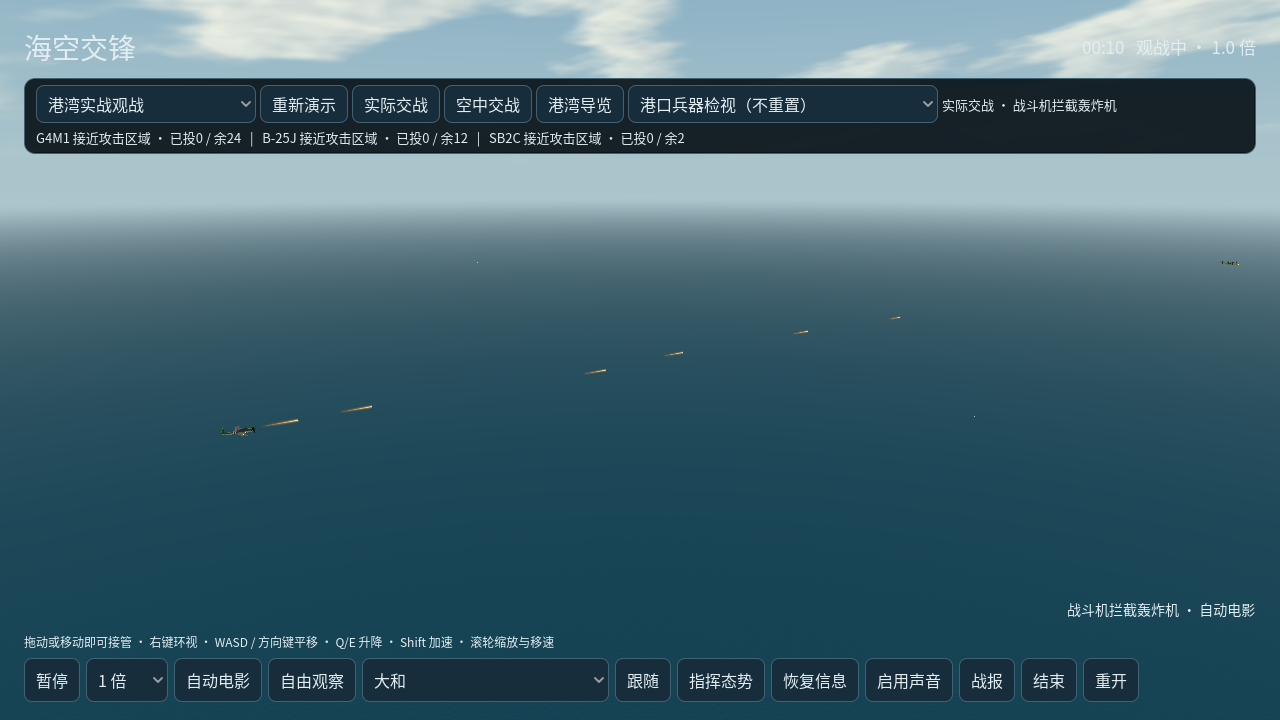 海空交锋
00:10 观战中 · 1.0 倍
港湾实战观战 重新演示 实际交战 空中交战 港湾导览 港口兵器检视（不重置） 实际交战 · 战斗机拦截轰炸机
G4M1 接近攻击区域 · 已投0 / 余24 | B-25J 接近攻击区域 · 已投0 / 余12 | SB2C 接近攻击区域 · 已投0 / 余2
战斗机拦截轰炸机 · 自动电影
拖动或移动即可接管 · 右键环视 · WASD / 方向键平移 · Q/E 升降 · Shift 加速 · 滚轮缩放与移速
暂停 1 倍 自动电影 自由观察 大和 跟随 指挥态势 恢复信息 启用声音 战报 结束 重开